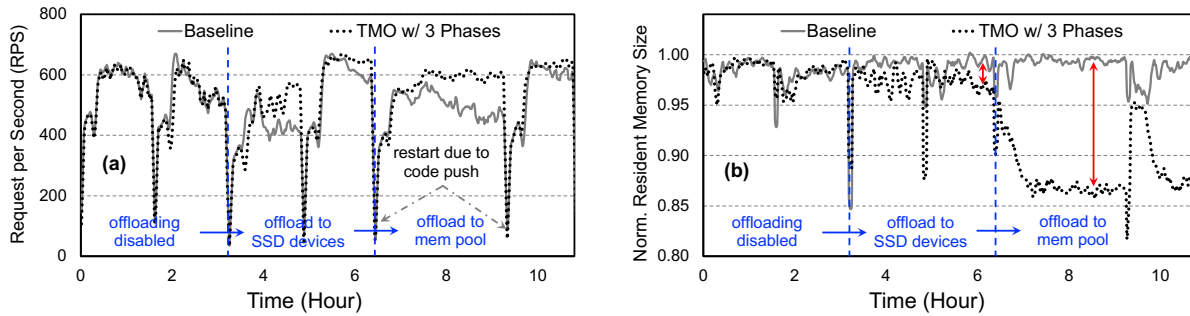 Request per Second (RPS)
800
600
400
200
0
Baseline
TMO w/ 3 Phases
(a)
restart due to
code push
offloading
disabled
offload to
SSD devices
offload to
mem pool
0
2
4
6
8
10
Time (Hour)
Norm. Resident Memory Size
1.00
0.95
0.90
0.85
0.80
Baseline
TMO w/ 3 Phases
(b)
offloading
disabled
offload to
SSD devices
offload to
mem pool
0
2
4
6
8
10
Time (Hour)